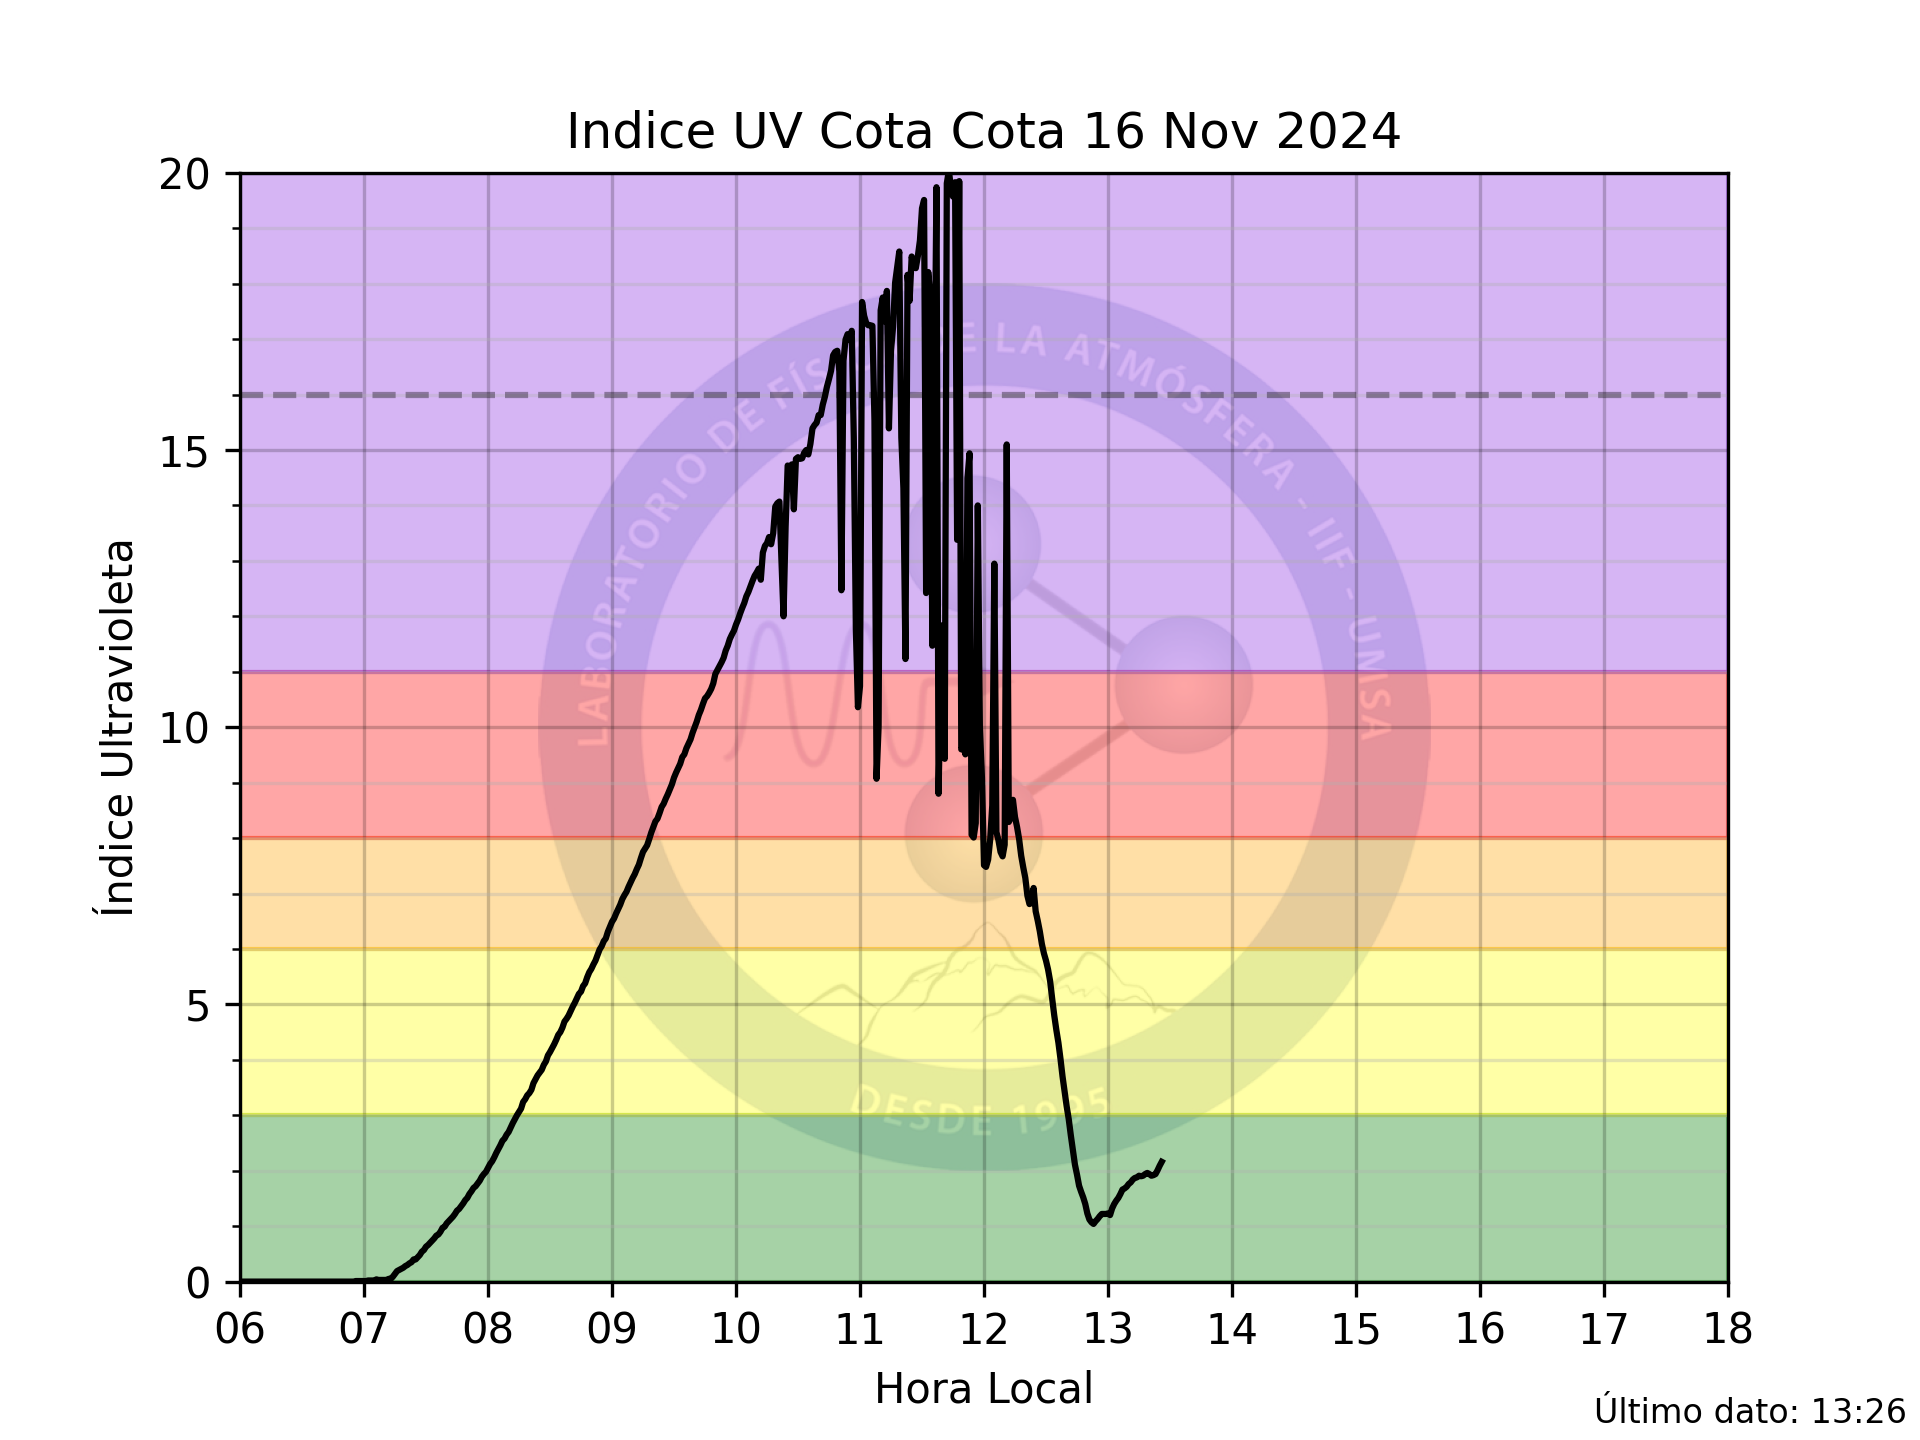 Indice UV Cota Cota 16 Nov 2024
20
15
10
5
0
Índice Ultravioleta
LABORATORIO DE FÍS E LA ATMÓSFERA - IIF - UMSA
DESDE 1995
06 07 08 09 10 11 12 13 14 15 16 17 18
Hora Local
Último dato: 13:26